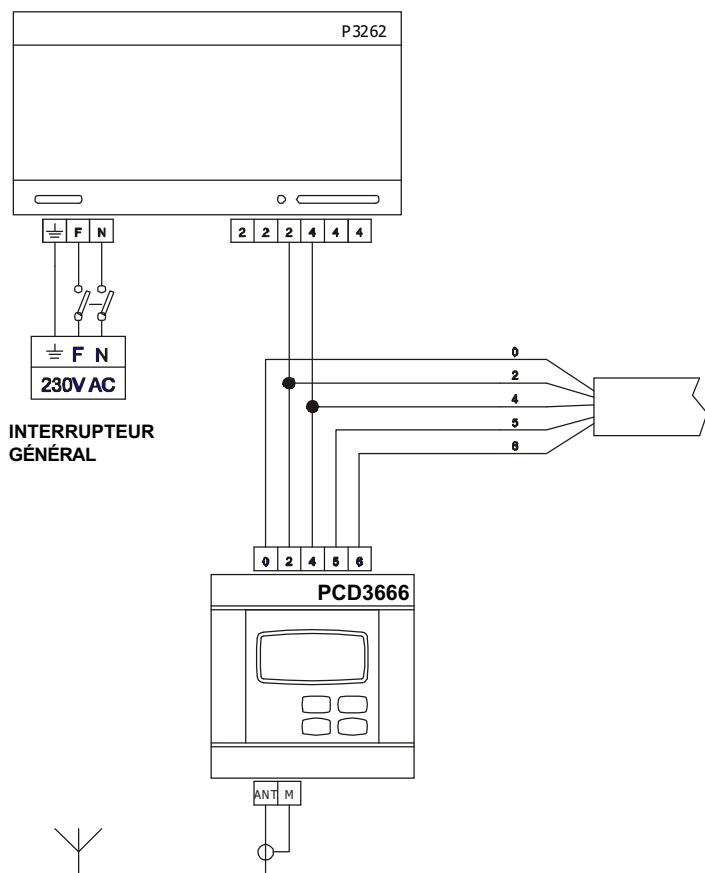 P3262
F N
2 2 2 4 4 4
F N
230V AC
INTERRUPTEUR
GÉNÉRAL
0
2
4
5
6
0 2 4 5 6
PCD3666
ANT M